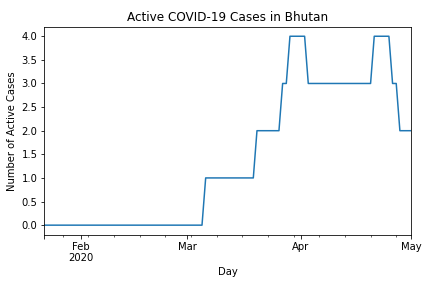 Active COVID-19 Cases in Bhutan
Number of Active Cases
4.0
3.5
3.0
2.5
2.0
1.5
1.0
0.5
0.0
Feb
2020
Mar
Apr
May
Day